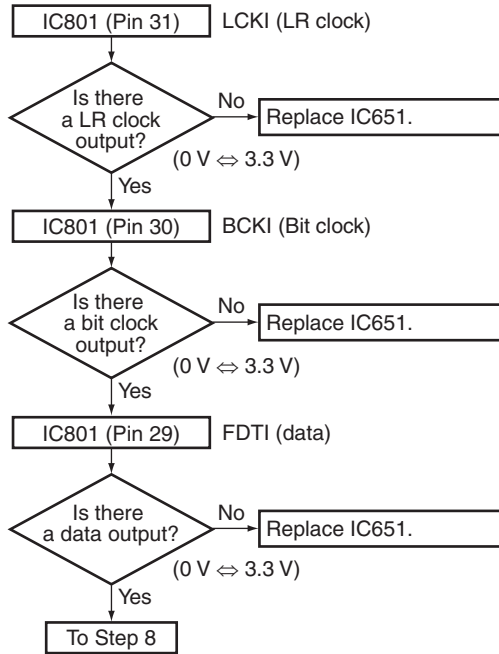 IC801 (Pin 31) LCKI (LR clock)
Is there
a LR clock
output?
No
Replace IC651.
(0 V ⇔ 3.3 V)
Yes
IC801 (Pin 30) BCKI (Bit clock)
Is there
a bit clock
output?
No
Replace IC651.
(0 V ⇔ 3.3 V)
Yes
IC801 (Pin 29) FDTI (data)
Is there
a data output?
No
Replace IC651.
(0 V ⇔ 3.3 V)
Yes
To Step 8